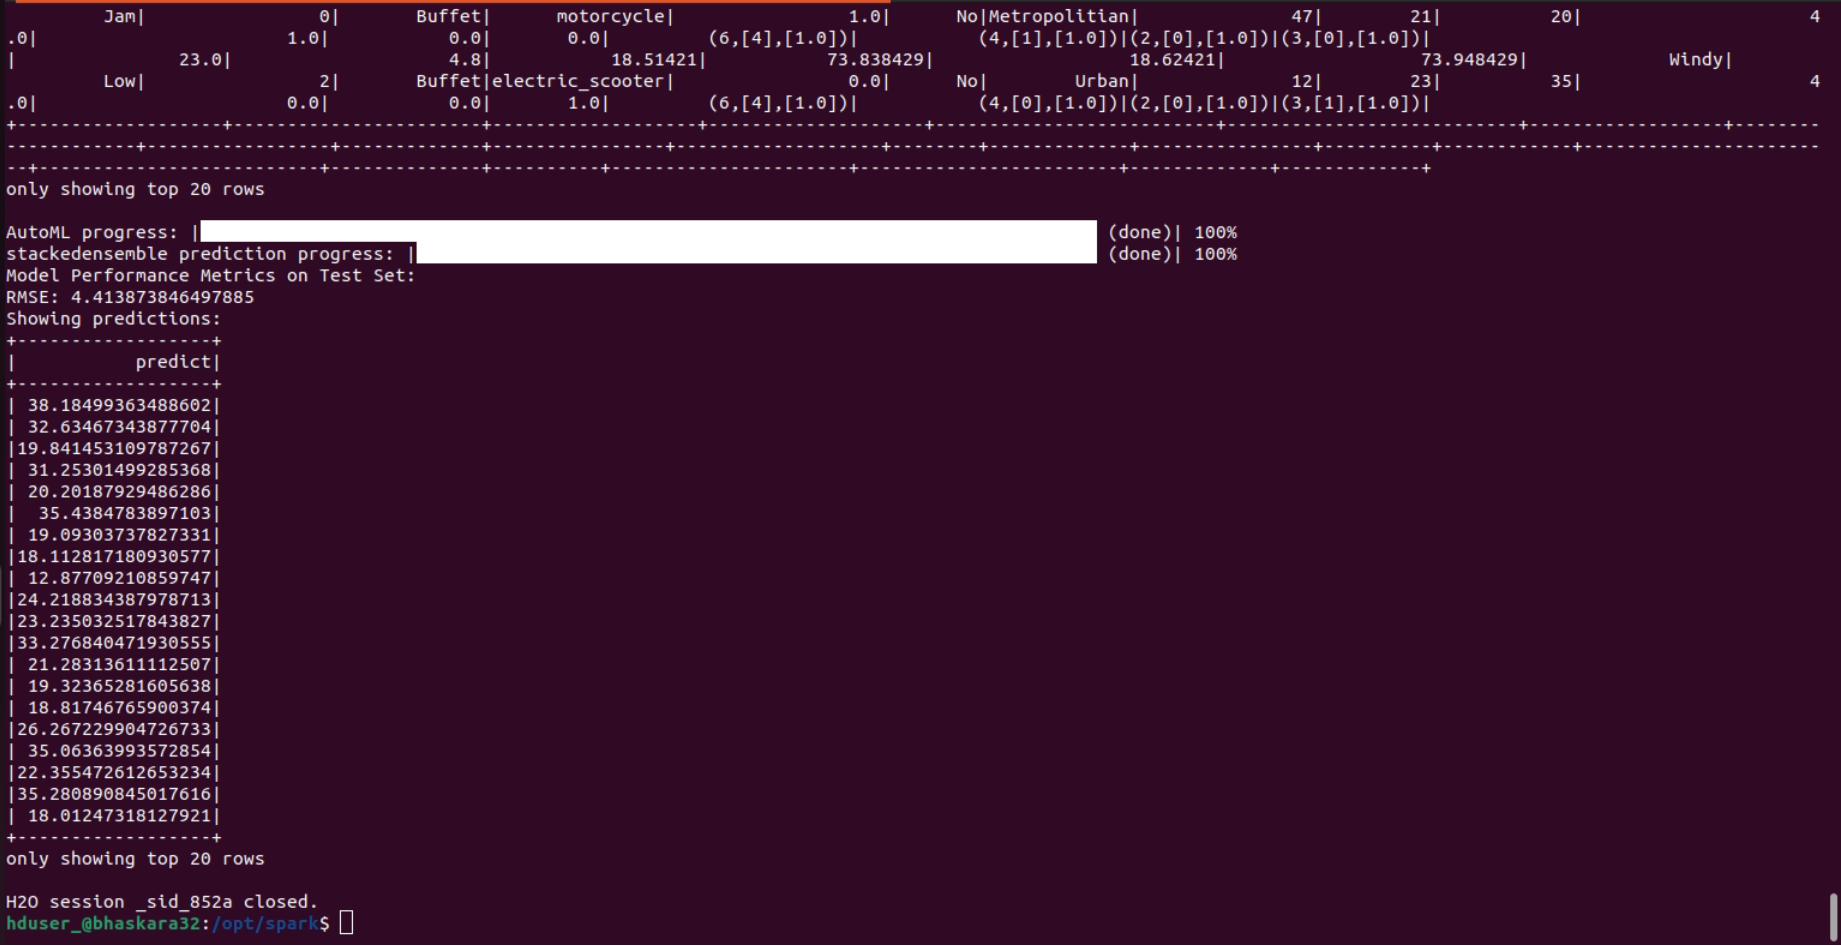 Jam|                0|       Buffet|      motorcycle|                1.0|       No|Metropolitian|              47|        21|          20|                      4
.0|                       1.0|           0.0|       0.0|         (6,[4],[1.0])|           (4,[1],[1.0])|(2,[0],[1.0])|(3,[0],[1.0])|
|               23.0|                    4.8|           18.51421|           73.838429|                  18.62421|                  73.948429|             Windy|
Low|                2|       Buffet|electric_scooter|                0.0|       No|        Urban|              12|        23|          35|                      4
.0|                       0.0|           0.0|       1.0|         (6,[4],[1.0])|           (4,[0],[1.0])|(2,[0],[1.0])|(3,[1],[1.0])|
+-------------------+-----------------------+-------------------+--------------------+--------------------------+---------------------------+------------------+--------
------------+-----------------+-------------+----------------+-------------------+--------+-------------+----------------+----------+------------+----------------------
--+--------------------------+--------------+----------+----------------------+------------------------+-------------+-------------+
only showing top 20 rows
AutoML progress: | (done)| 100%
stackedensemble prediction progress: | (done)| 100%
Model Performance Metrics on Test Set:
RMSE: 4.413873846497885
Showing predictions:
+------------------+
|           predict|
+------------------+
| 38.18499363488602|
| 32.63467343877704|
|19.841453109787267|
| 31.25301499285368|
| 20.20187929486286|
|  35.4384783897103|
| 19.09303737827331|
|18.112817180930577|
| 12.87709210859747|
|24.218834387978713|
|23.235032517843827|
|33.276840471930555|
| 21.28313611112507|
| 19.32365281605638|
| 18.81746765900374|
|26.267229904726733|
| 35.06363993572854|
|22.355472612653234|
|35.280890845017616|
| 18.01247318127921|
+------------------+
only showing top 20 rows
H2O session _sid_852a closed.
hduser_@bhaskara32:/opt/spark$